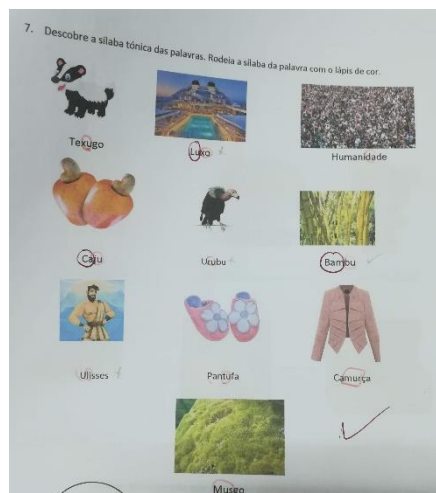 7. Descobre a sílaba tónica das palavras. Rodeia a sílaba da palavra com o lápis de cor.
Texugo
Luxo
Humanidade
Caju
Urubu
Bambu
Ulisses
Pantufa
Camurça
Musgo